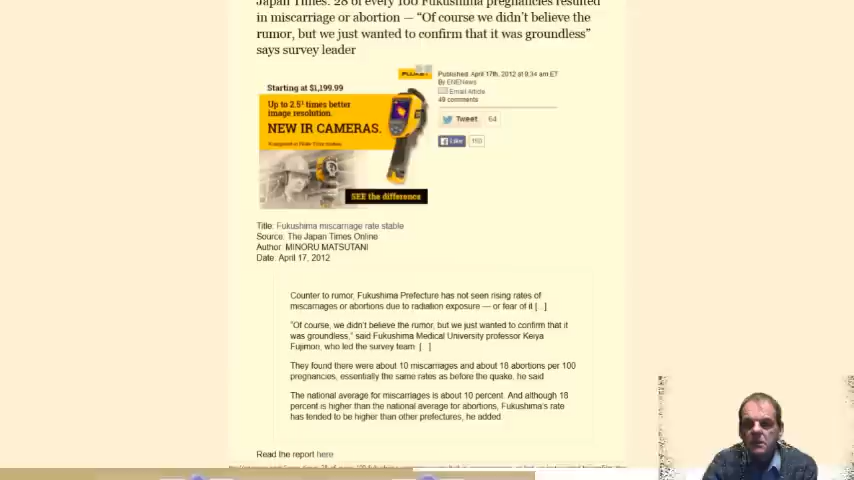 Japan Times: 28 of every 100 Fukushima pregnancies resulted
in miscarriage or abortion — “Of course we didn’t believe the
rumor, but we just wanted to confirm that it was groundless”
says survey leader
FLUKE
Published: April 17th, 2012 at 9:34 am ET
By ENENews
Email Article
49 comments
Starting at $1,199.99
Up to 2.5¹ times better
image resolution.
NEW IR CAMERAS.
SEE the difference
Tweet 64
Like
Title: Fukushima miscarriage rate stable
Source: The Japan Times Online
Author: MINORU MATSUTANI
Date: April 17, 2012
Counter to rumor, Fukushima Prefecture has not seen rising rates of
miscarriages or abortions due to radiation exposure — or fear of it [...]
“Of course, we didn’t believe the rumor, but we just wanted to confirm that it
was groundless,” said Fukushima Medical University professor Keiya
Fujimori, who led the survey team. [...]
They found there were about 10 miscarriages and about 18 abortions per 100
pregnancies, essentially the same rates as before the quake, he said.
The national average for miscarriages is about 10 percent. And although 18
percent is higher than the national average for abortions, Fukushima’s rate
has tended to be higher than other prefectures, he added.
Read the report here